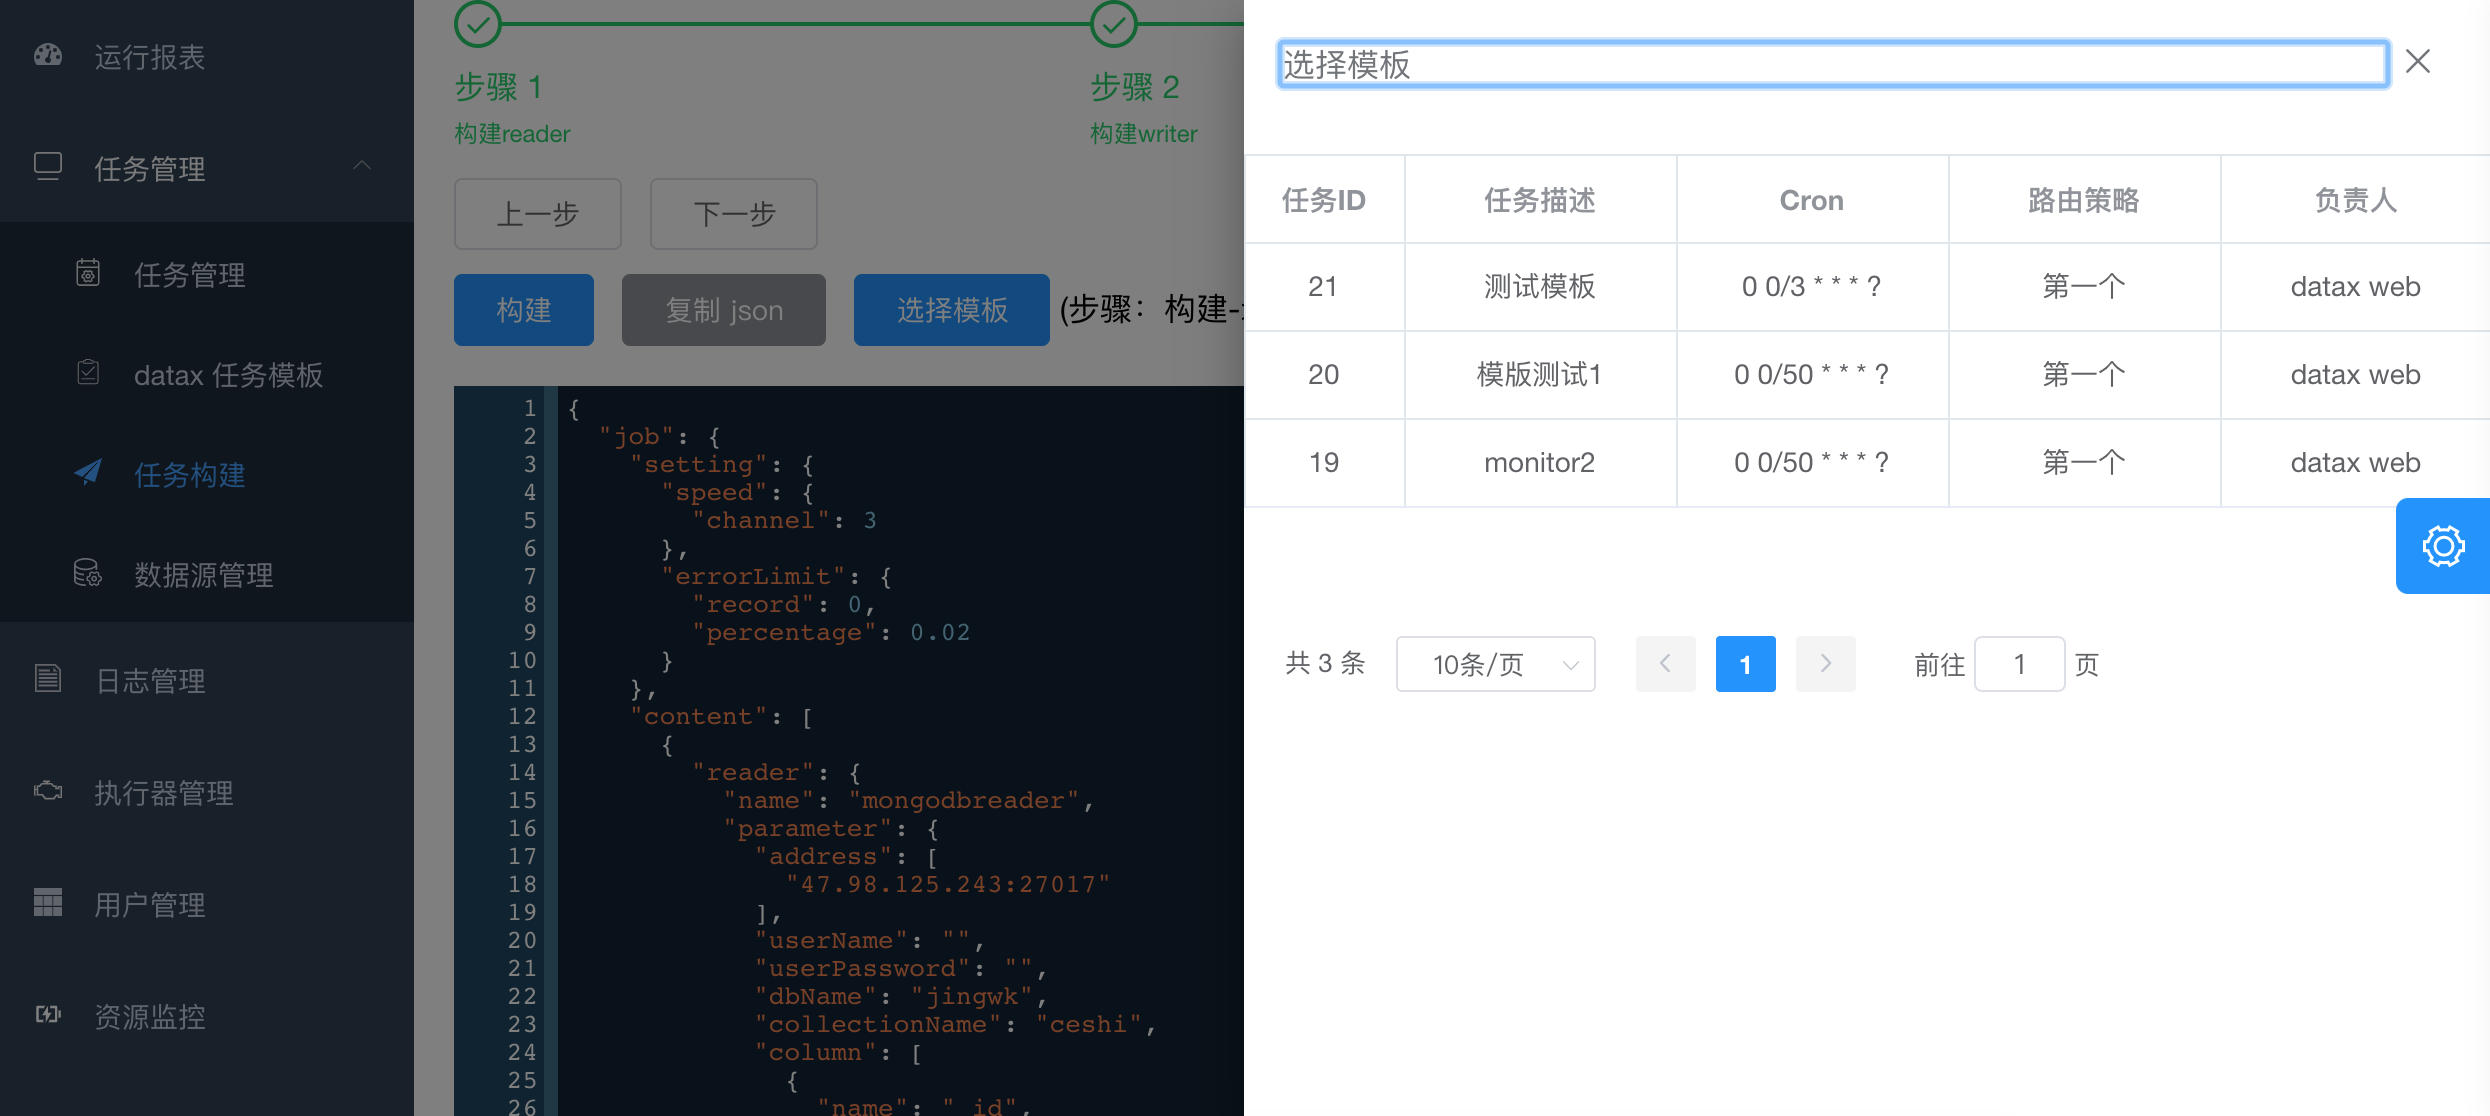 运行报表
任务管理
任务管理
datax 任务模板
任务构建
数据源管理
日志管理
执行器管理
用户管理
资源监控
步骤 1
构建reader
步骤 2
构建writer
上一步
下一步
构建
复制 json
选择模板
(步骤：构建-
1 {
2 "job": {
3 "setting": {
4 "speed": {
5 "channel": 3
6 },
7 "errorLimit": {
8 "record": 0,
9 "percentage": 0.02
10 }
11 },
12 "content": [
13 {
14 "reader": {
15 "name": "mongodbreader",
16 "parameter": {
17 "address": [
18 "47.98.125.243:27017"
19 ],
20 "userName": "",
21 "userPassword": "",
22 "dbName": "jingwk",
23 "collectionName": "ceshi",
24 "column": [
25 {
26 "name": "_id",
选择模板
任务ID 任务描述 Cron 路由策略 负责人
21 测试模板 0 0/3 * * * ? 第一个 datax web
20 模版测试1 0 0/50 * * * ? 第一个 datax web
19 monitor2 0 0/50 * * * ? 第一个 datax web
共 3 条 10条/页 1 前往 1 页